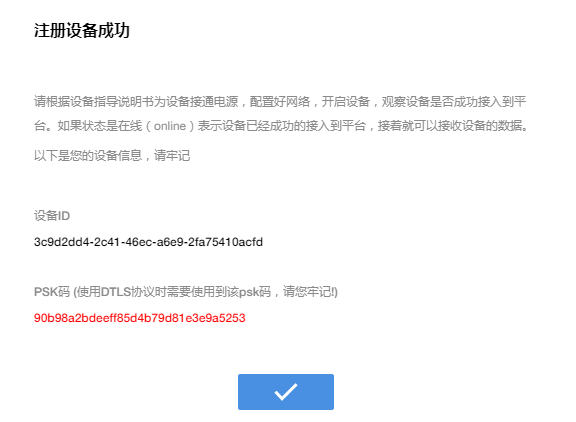 注册设备成功
请根据设备指导说明书为设备接通电源，配置好网络，开启设备，观察设备是否成功接入到平
台。如果状态是在线（online）表示设备已经成功的接入到平台，接着就可以接收设备的数据。
以下是您的设备信息，请牢记
设备ID
3c9d2dd4-2c41-46ec-a6e9-2fa75410acfd
PSK码 (使用DTLS协议时需要使用到该psk码，请您牢记!)
90b98a2bdeeff85d4b79d81e3e9a5253